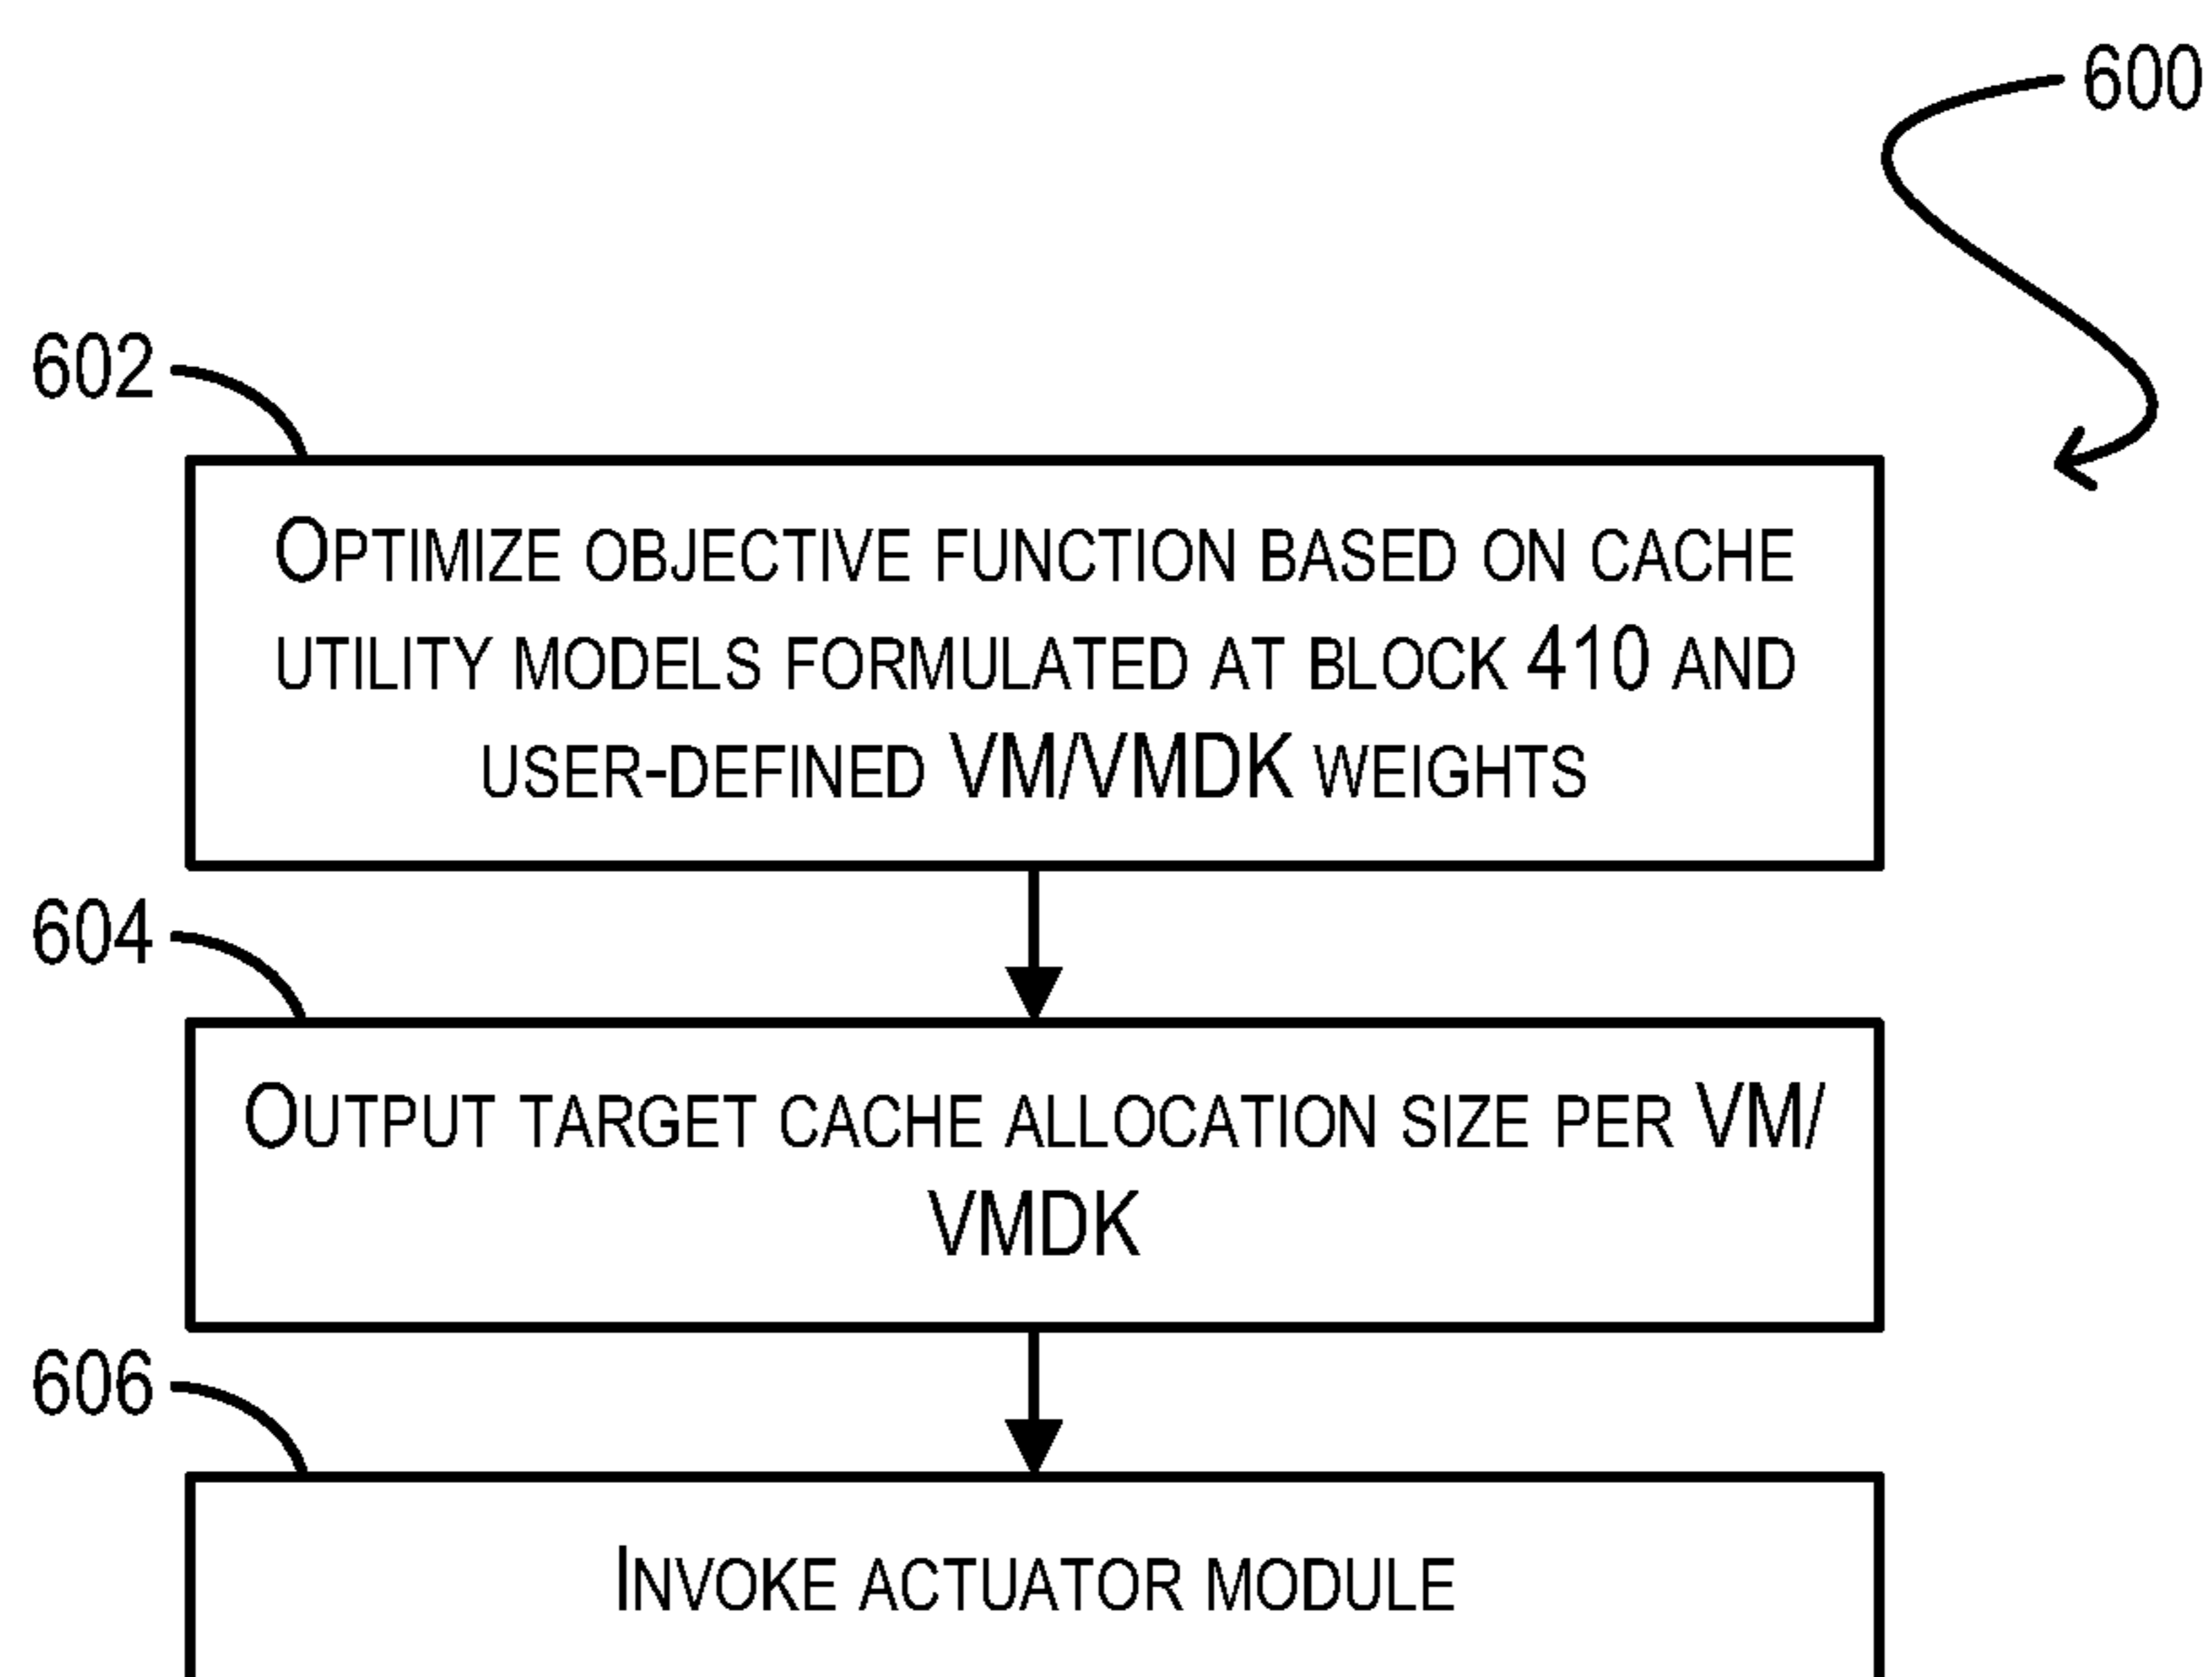 600
602
Optimize objective function based on cache
utility models formulated at block 410 and
user-defined VM/VMDK weights
604
Output target cache allocation size per VM/
VMDK
606
Invoke actuator module